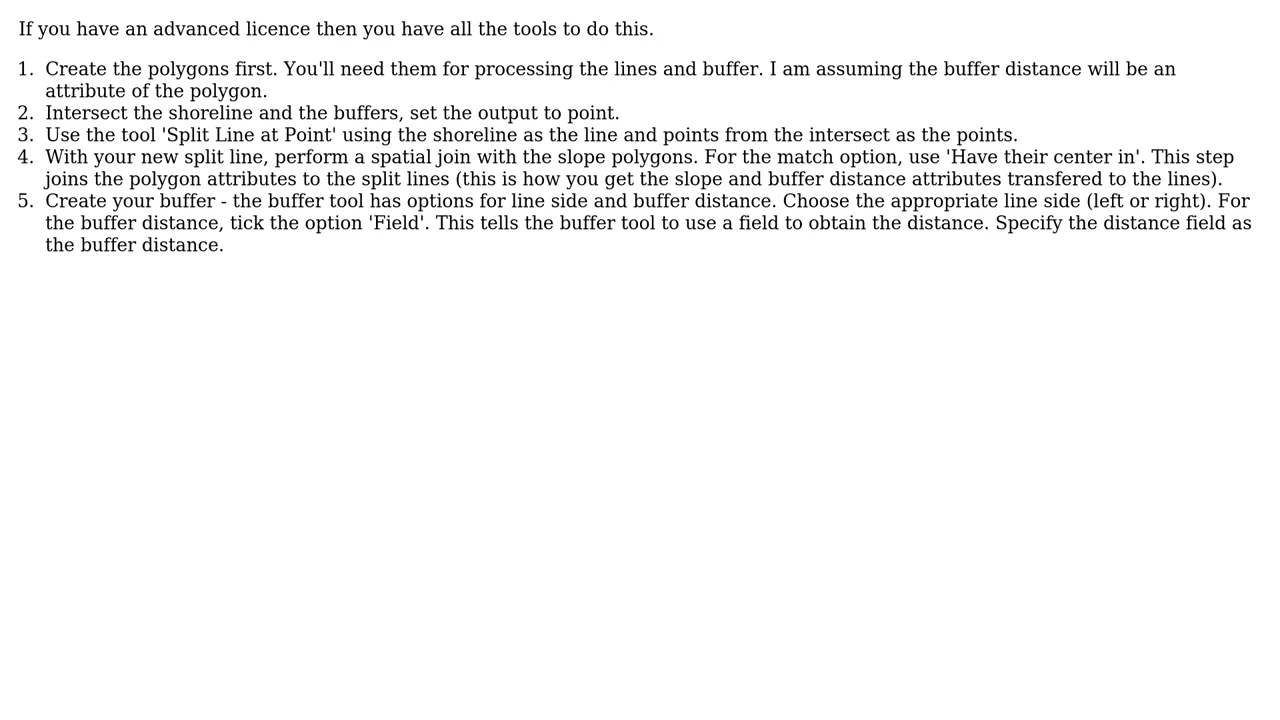 If you have an advanced licence then you have all the tools to do this.
1. Create the polygons first. You'll need them for processing the lines and buffer. I am assuming the buffer distance will be an
attribute of the polygon.
2. Intersect the shoreline and the buffers, set the output to point.
3. Use the tool 'Split Line at Point' using the shoreline as the line and points from the intersect as the points.
4. With your new split line, perform a spatial join with the slope polygons. For the match option, use 'Have their center in'. This step
joins the polygon attributes to the split lines (this is how you get the slope and buffer distance attributes transfered to the lines).
5. Create your buffer - the buffer tool has options for line side and buffer distance. Choose the appropriate line side (left or right). For
the buffer distance, tick the option 'Field'. This tells the buffer tool to use a field to obtain the distance. Specify the distance field as
the buffer distance.